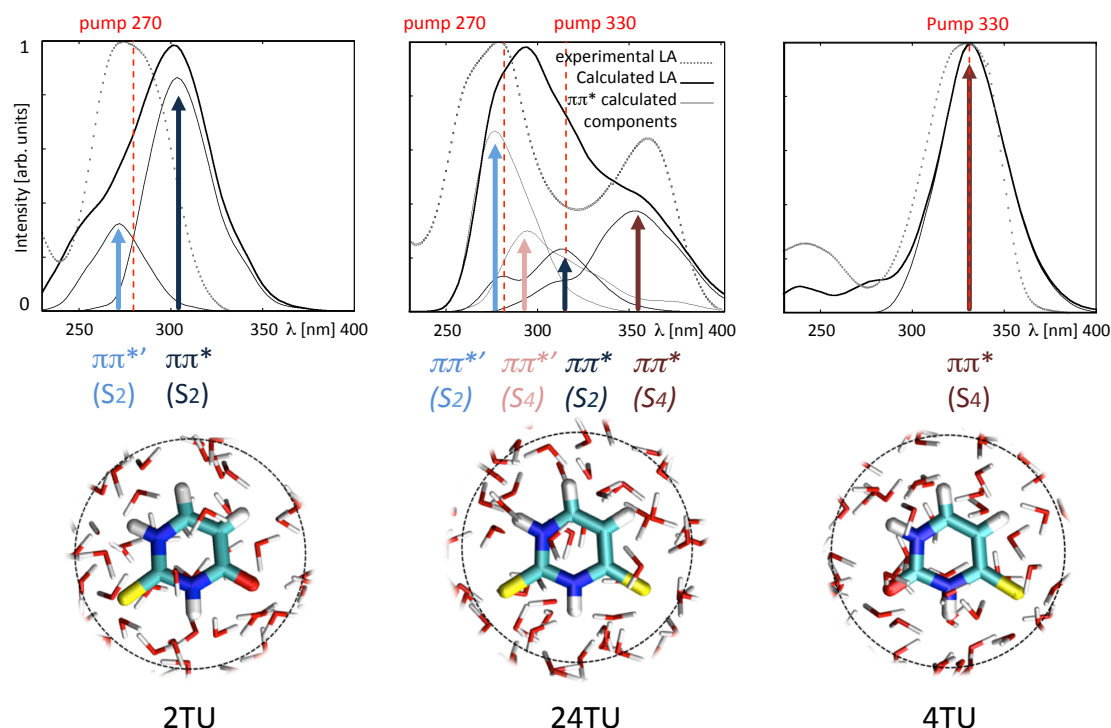 pump 270
pump 270
pump 330
Pump 330
Intensity [arb. units]
1
0
250
300
350
λ [nm]
400
experimental LA
Calculated LA
ππ* calculated
components
250
300
350
λ [nm]
400
250
300
350
λ [nm]
400
ππ*’ ππ*
(S2) (S2)
ππ*’ ππ*’ ππ* ππ*
(S2) (S4) (S2) (S4)
ππ*
(S4)
2TU
24TU
4TU